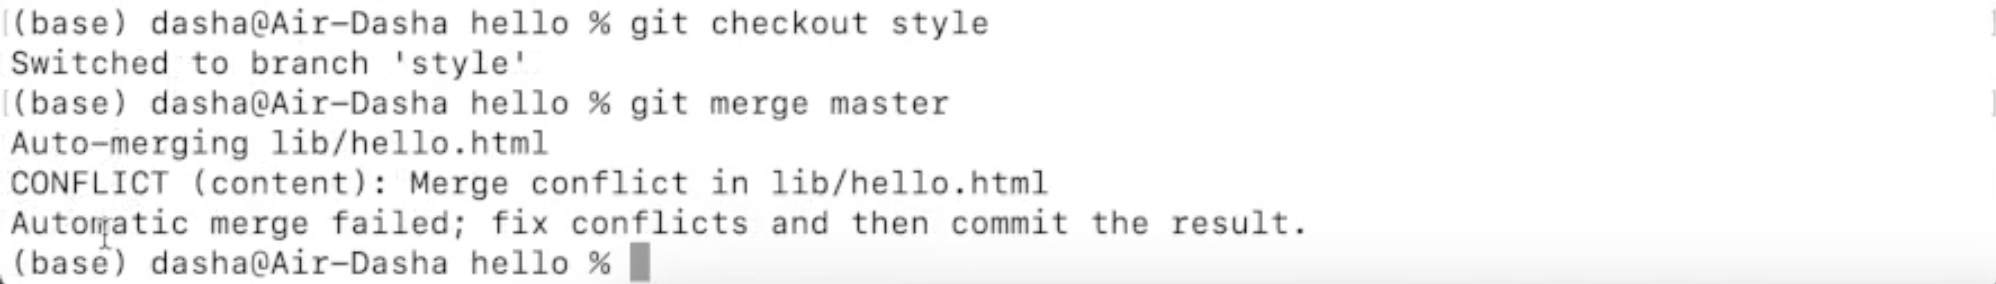 (base) dasha@Air-Dasha hello % git checkout style
Switched to branch 'style'
(base) dasha@Air-Dasha hello % git merge master
Auto-merging lib/hello.html
CONFLICT (content): Merge conflict in lib/hello.html
Automatic merge failed; fix conflicts and then commit the result.
(base) dasha@Air-Dasha hello %